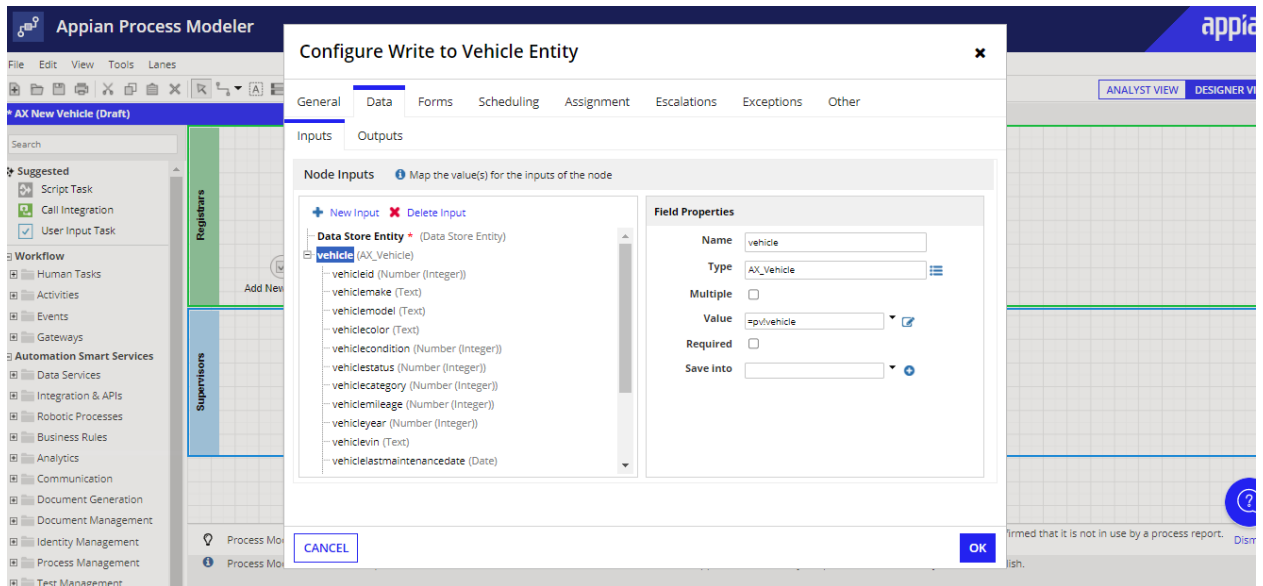 Appian Process Modeler
appia
File Edit View Tools Lanes
ANALYST VIEW DESIGNER VI
* AX New Vehicle (Draft)
Search
Suggested
Script Task
Call Integration
User Input Task
Workflow
Human Tasks
Activities
Events
Gateways
Automation Smart Services
Data Services
Integration & APIs
Robotic Processes
Business Rules
Analytics
Communication
Document Generation
Document Management
Identity Management
Process Management
Test Management
Registrars
Add New
Supervisors
Configure Write to Vehicle Entity
General Data Forms Scheduling Assignment Escalations Exceptions Other
Inputs Outputs
Node Inputs Map the value(s) for the inputs of the node
New Input Delete Input
Data Store Entity * (Data Store Entity)
vehicle (AX_Vehicle)
vehicleid (Number (Integer))
vehiclemake (Text)
vehiclemodel (Text)
vehiclecolor (Text)
vehiclecondition (Number (Integer))
vehiclestatus (Number (Integer))
vehiclecategory (Number (Integer))
vehiclemileage (Number (Integer))
vehicleyear (Number (Integer))
vehiclevin (Text)
vehiclelastmaintenancedate (Date)
Field Properties
Name vehicle
Type AX_Vehicle
Multiple
Value =pv!vehicle
Required
Save into
CANCEL OK
Process Mo
firmed that it is not in use by a process report. Dism
Process Mo
lish.